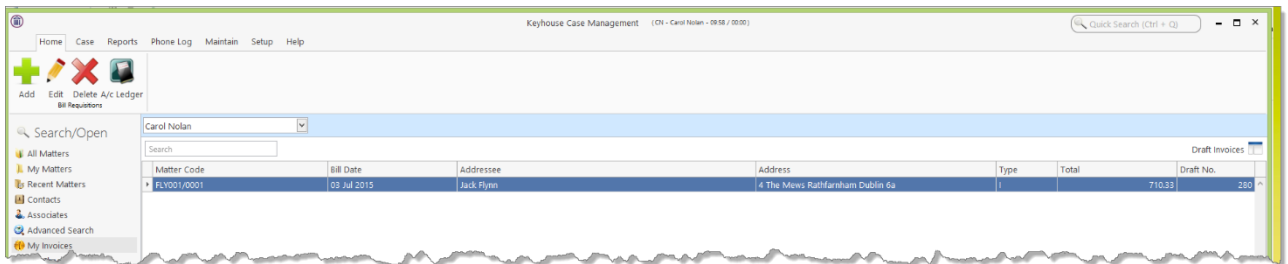 Keyhouse Case Management (CN - Carol Nolan - 09:58 / 00:00)
Quick Search (Ctrl + Q)
Home Case Reports Phone Log Maintain Setup Help
Add Edit Delete A/c Ledger
Bill Requisitions
Search/Open
Carol Nolan
All Matters
Search
Draft Invoices
My Matters
Matter Code Bill Date Addressee Address Type Total Draft No.
Recent Matters
FLY001/0001 03 Jul 2015 Jack Flynn 4 The Mews Rathfarnham Dublin 6a I 710.33 280
Contacts
Associates
Advanced Search
My Invoices